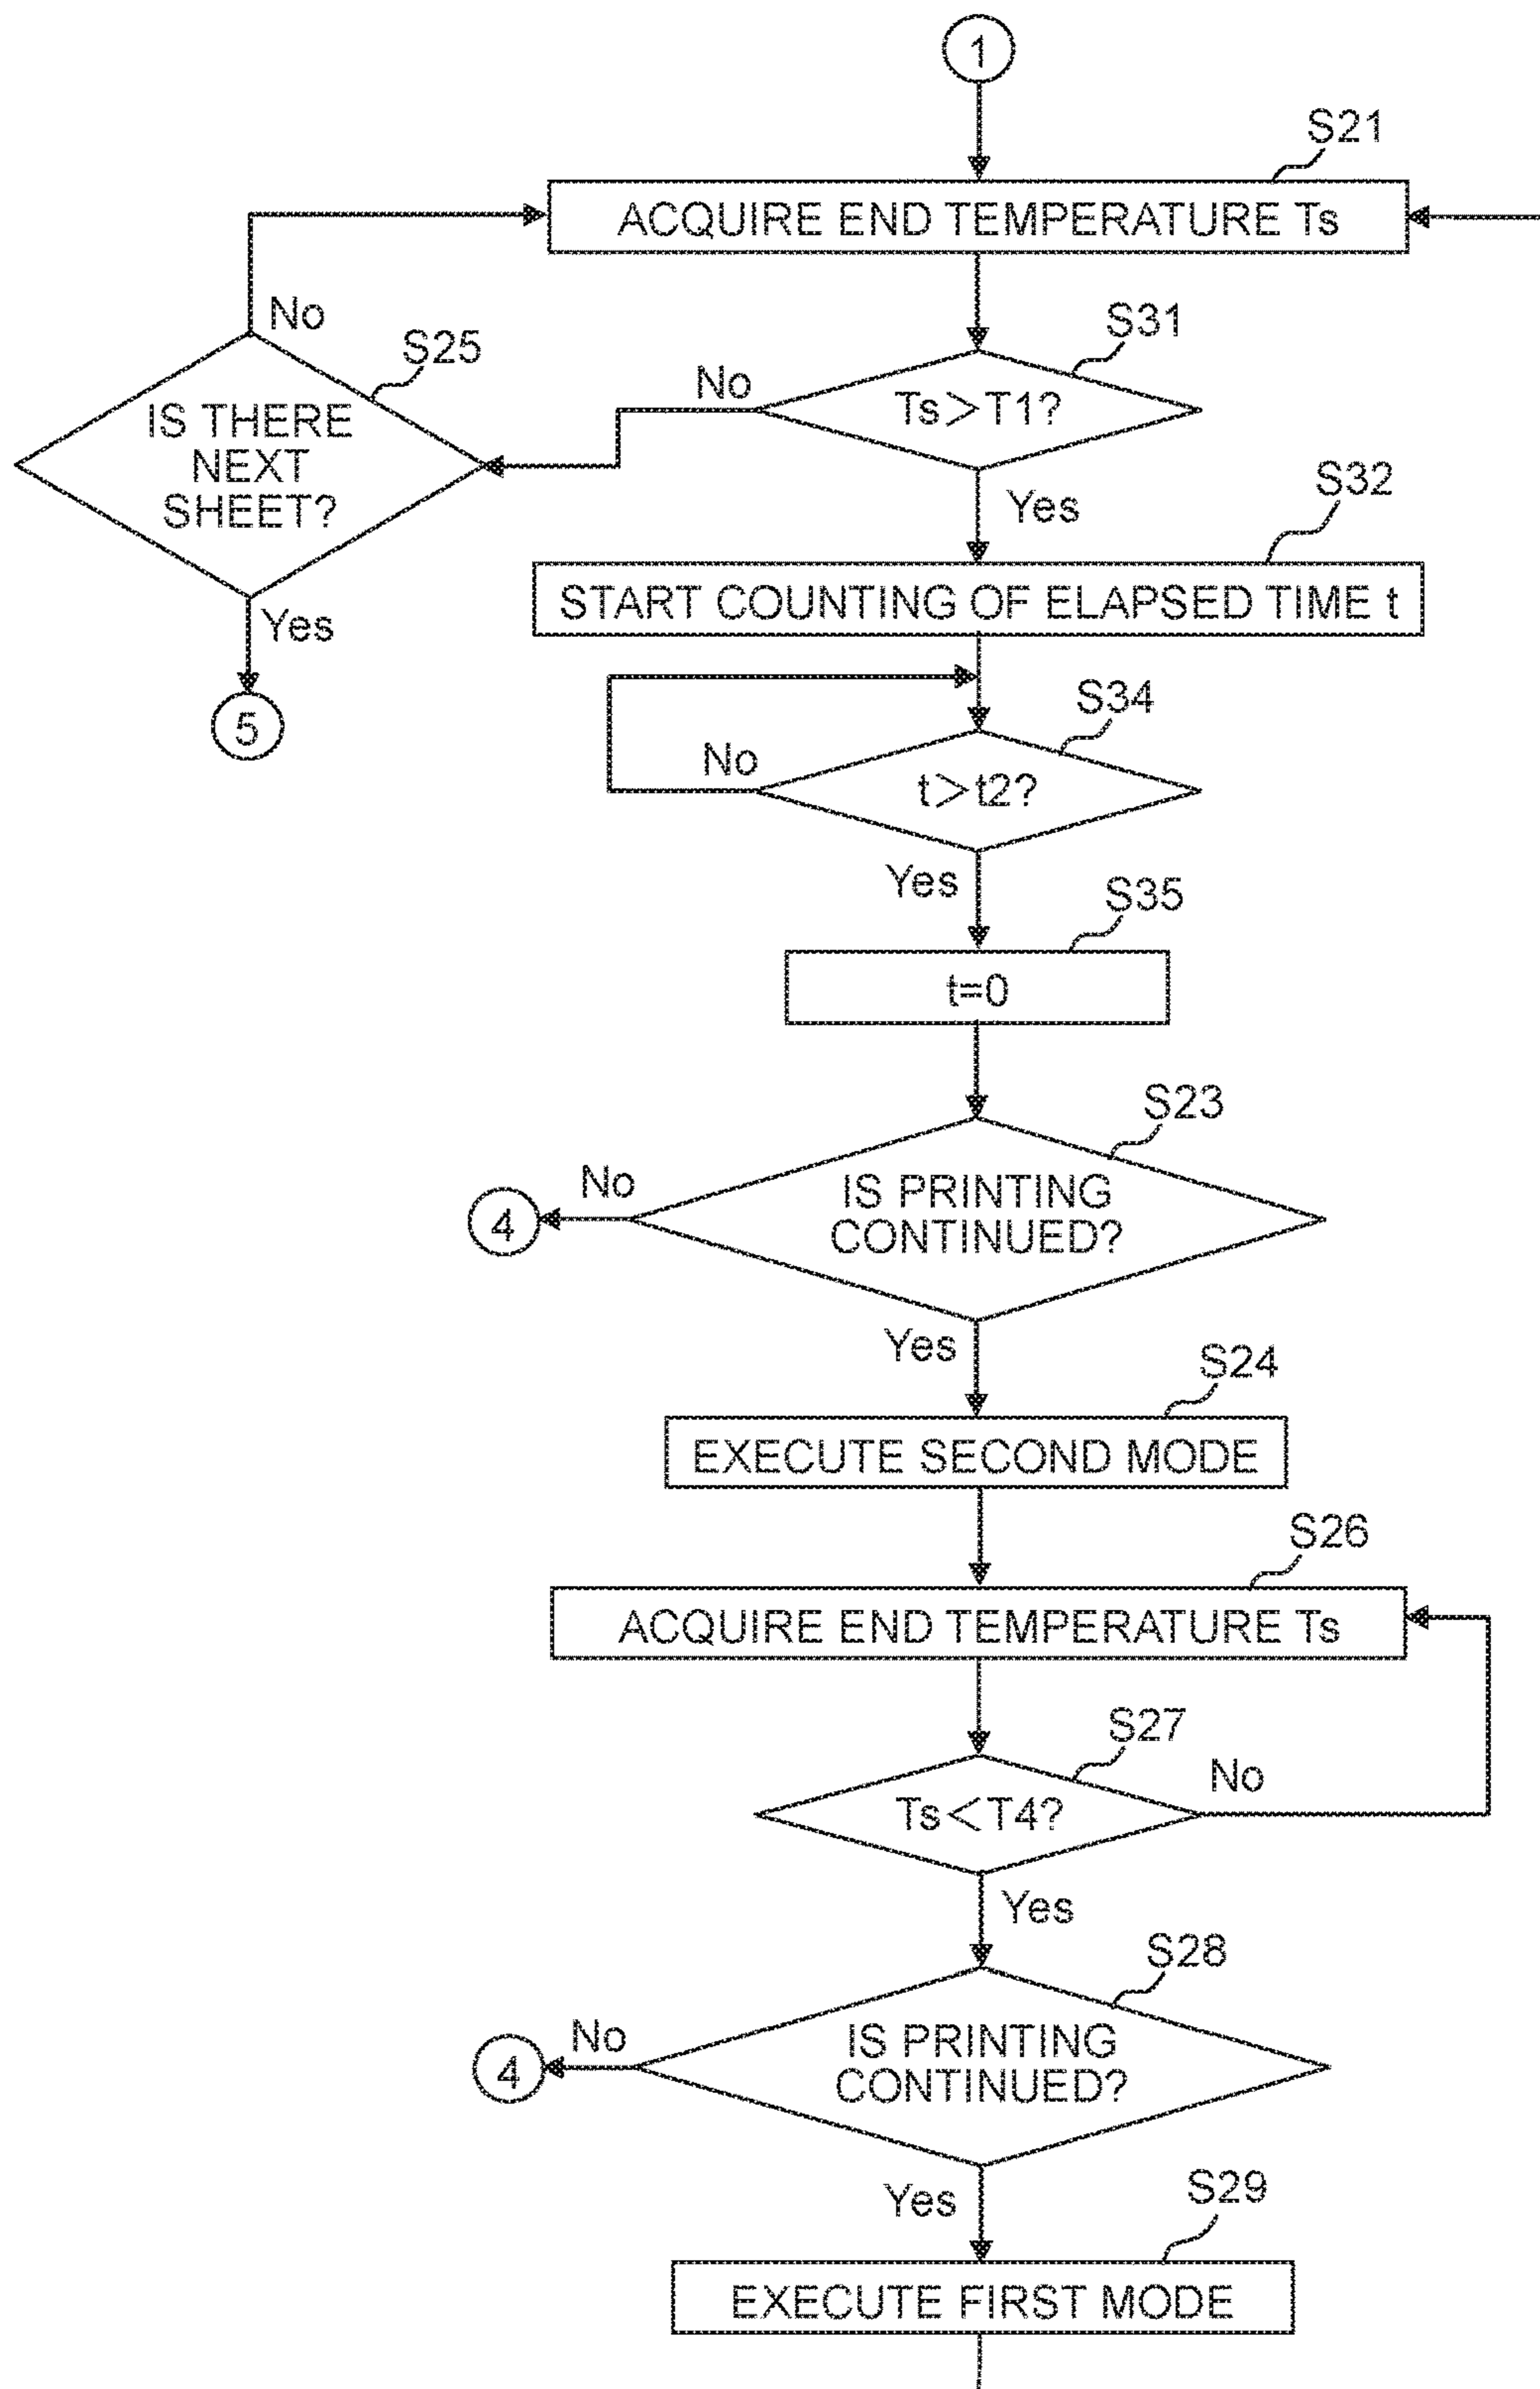 1
S21
ACQUIRE END TEMPERATURE Ts
No
S31
S25
No
Ts>T1?
IS THERE
NEXT
SHEET?
S32
Yes
START COUNTING OF ELAPSED TIME t
Yes
S34
5
No
t>t2?
Yes
S35
t=0
S23
No
IS PRINTING
CONTINUED?
4
Yes
S24
EXECUTE SECOND MODE
S26
ACQUIRE END TEMPERATURE Ts
S27
No
Ts<T4?
Yes
S28
No
IS PRINTING
CONTINUED?
4
Yes
S29
EXECUTE FIRST MODE